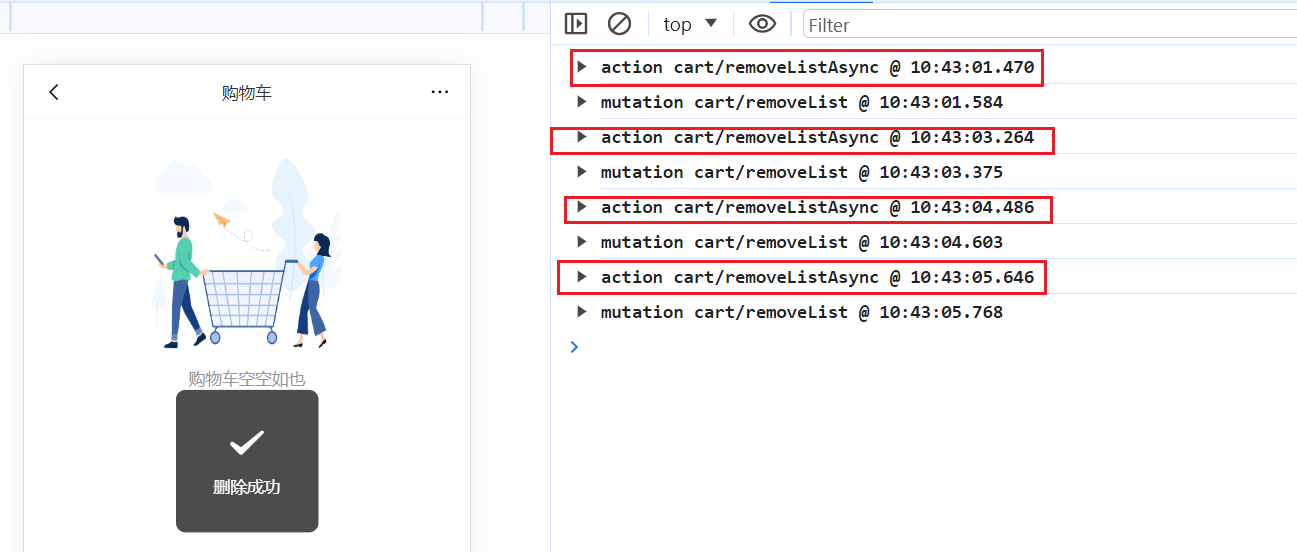 top
Filter
购物车
action cart/removeListAsync @ 10:43:01.470
mutation cart/removeList @ 10:43:01.584
action cart/removeListAsync @ 10:43:03.264
mutation cart/removeList @ 10:43:03.375
action cart/removeListAsync @ 10:43:04.486
mutation cart/removeList @ 10:43:04.603
action cart/removeListAsync @ 10:43:05.646
mutation cart/removeList @ 10:43:05.768
购物车空空如也
删除成功